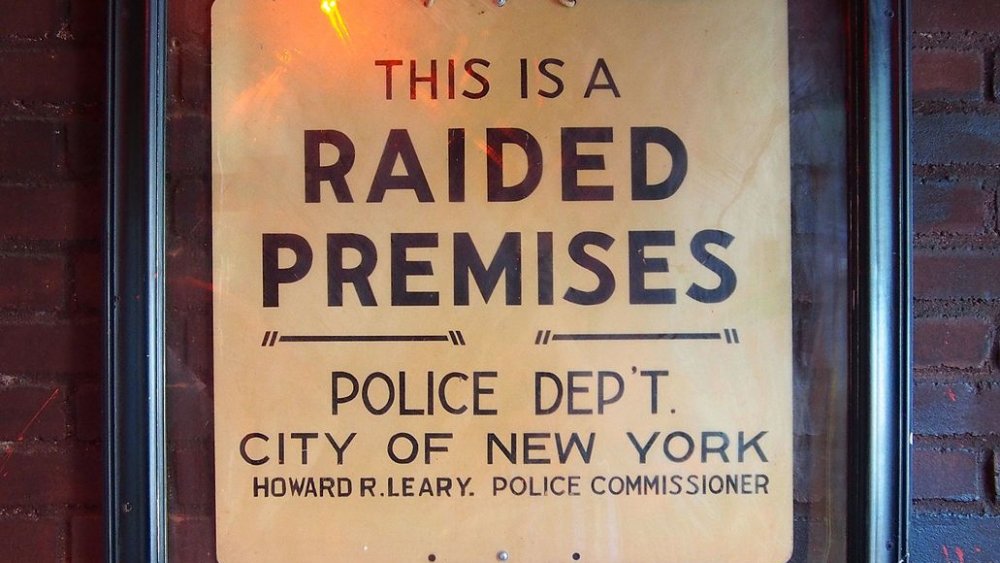 THIS IS A
RAIDED
PREMISES
POLICE DEP'T.
CITY OF NEW YORK
HOWARD R.LEARY. POLICE COMMISSIONER